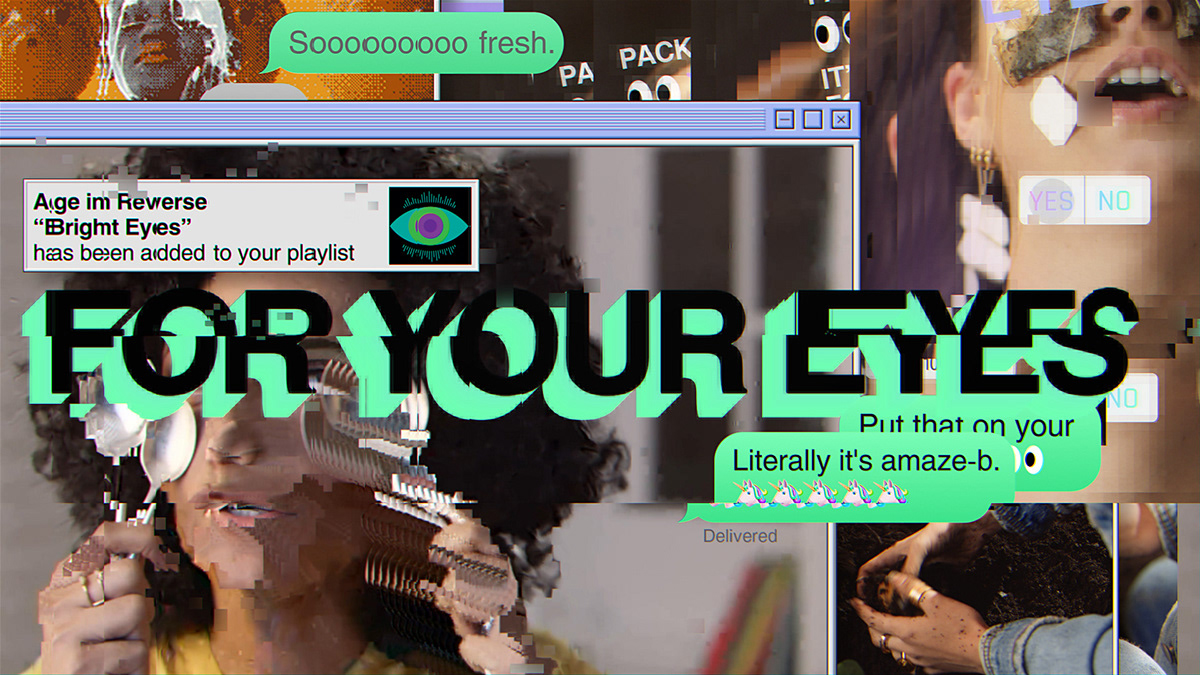 Soooooooooo fresh.
PACK
PA
IT'
Age im Rewerse
“Bright Eyes”
has been added to your playlist
YES NO
FOR YOUR EYES
NO
Put that on your
Literally it's amaze-b.
🦄🦄🦄🦄🦄
Delivered